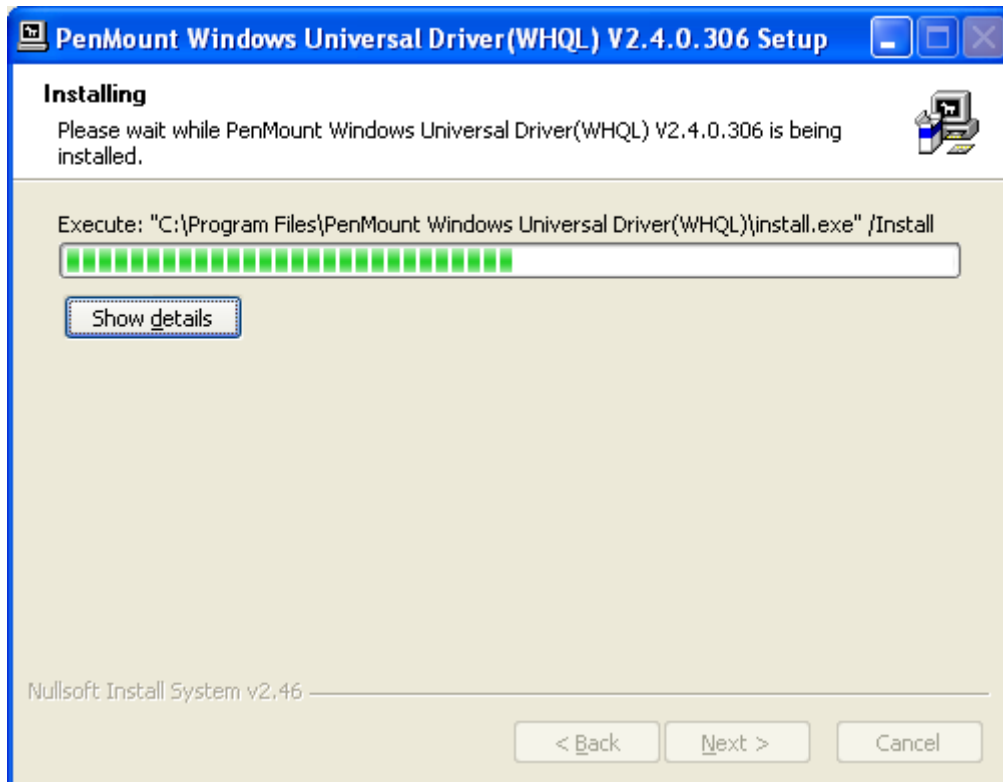 PenMount Windows Universal Driver(WHQL) V2.4.0.306 Setup
Installing
Please wait while PenMount Windows Universal Driver(WHQL) V2.4.0.306 is being
installed.
Execute: "C:\Program Files\PenMount Windows Universal Driver(WHQL)\install.exe" /Install
Show details
Nullsoft Install System v2.46
< Back Next > Cancel